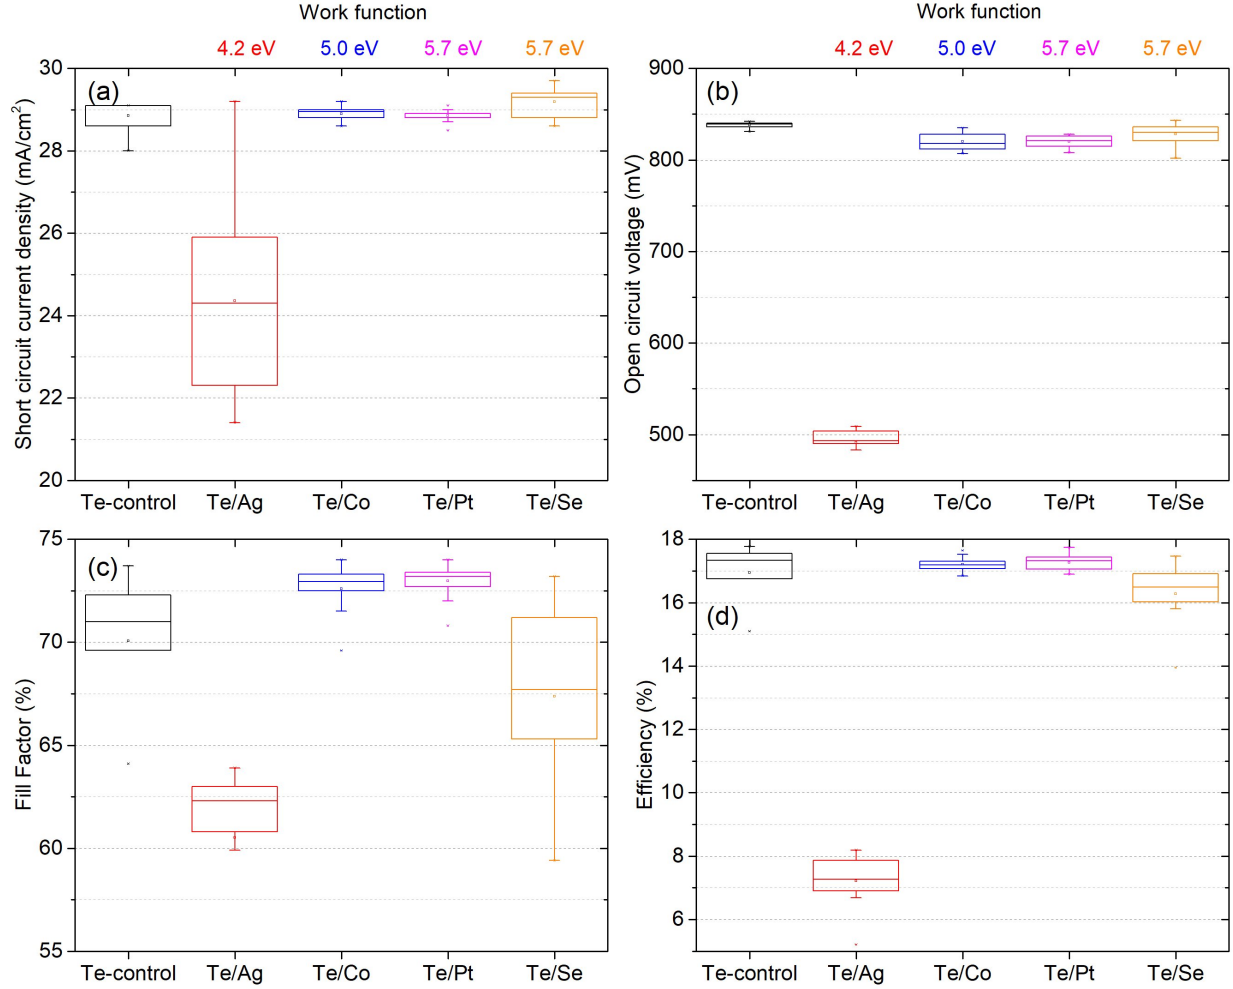 Work function
Work function
4.2 eV 5.0 eV 5.7 eV 5.7 eV
4.2 eV 5.0 eV 5.7 eV 5.7 eV
(a)
Short circuit current density (mA/cm²)
30
28
26
24
22
20
Te-control Te/Ag Te/Co Te/Pt Te/Se
(b)
Open circuit voltage (mV)
900
800
700
600
500
Te-control Te/Ag Te/Co Te/Pt Te/Se
(c)
Fill Factor (%)
75
70
65
60
55
Te-control Te/Ag Te/Co Te/Pt Te/Se
(d)
Efficiency (%)
18
16
14
12
10
8
6
Te-control Te/Ag Te/Co Te/Pt Te/Se